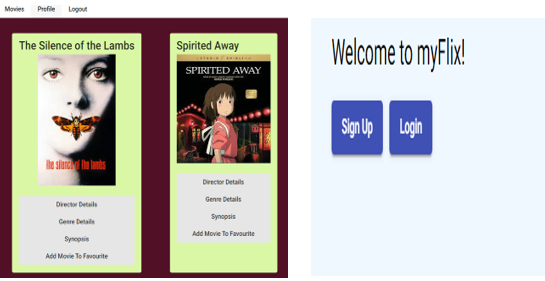 Movies Profile Logout
The Silence of the Lambs
the silence of the lambs
Director Details
Genre Details
Synopsis
Add Movie To Favourite
Spirited Away
SPIRITED AWAY
Director Details
Genre Details
Synopsis
Add Movie To Favourite
Welcome to myFlix!
Sign Up Login